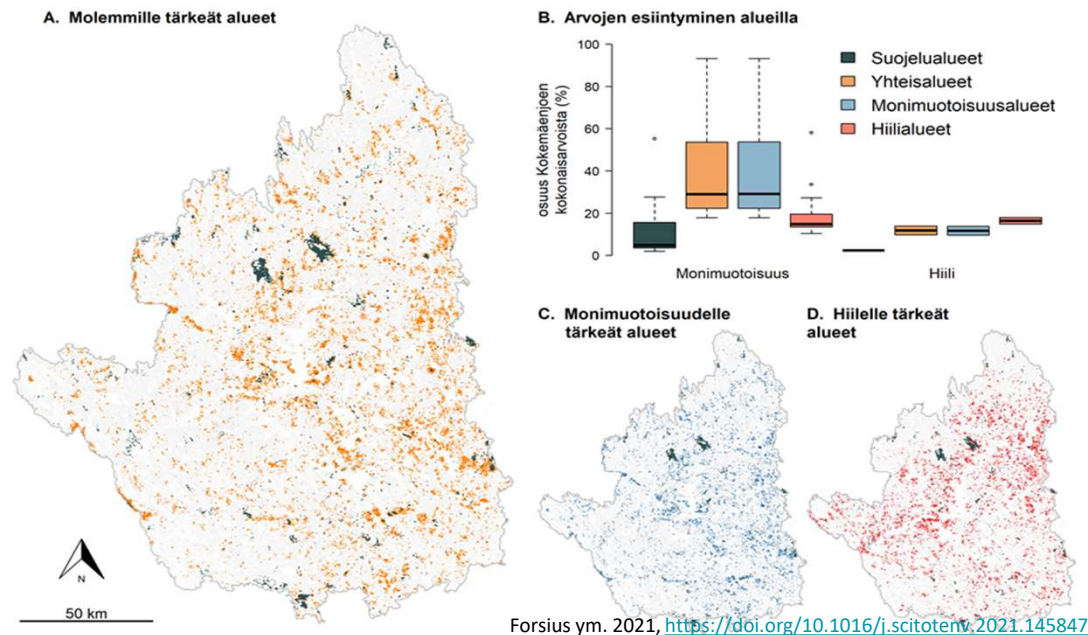 A. Molemmille tärkeät alueet
B. Arvojen esiintyminen alueilla
osuus Kokemäenjoen
kokonaisarvoista (%)
100
80
60
40
20
0
Suojelualueet
Yhteisalueet
Monimuotoisuusalueet
Hiilialueet
Monimuotoisuus
Hiili
C. Monimuotoisuudelle
tärkeät alueet
D. Hiilelle tärkeät
alueet
N
50 km
Forsius ym. 2021, https://doi.org/10.1016/j.scitotenv.2021.145847